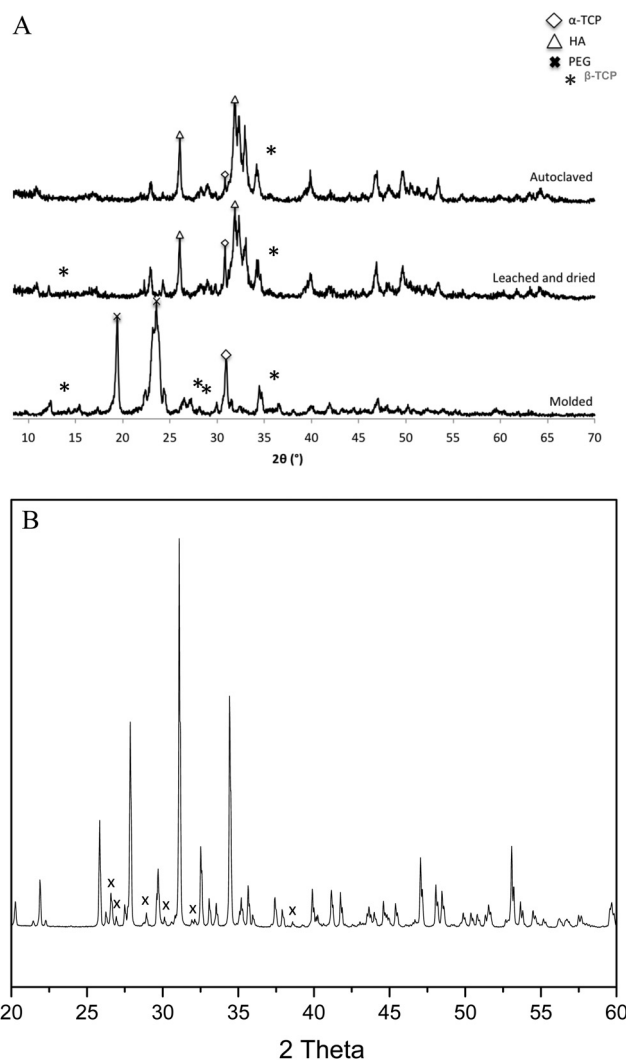 A
α-TCP
HA
PEG
* β-TCP
*
Autoclaved
* *
Leached and dried
* * * *
Molded
10 15 20 25 30 35 40 45 50 55 60 65 70
2θ (°)
B
x x x x x x
20 25 30 35 40 45 50 55 60
2 Theta